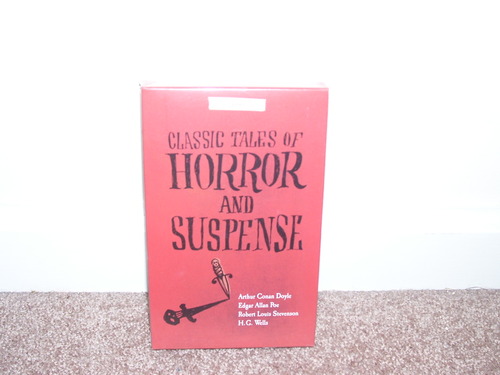 CLASSIC TALES OF
HORROR
AND
SUSPENSE
Arthur Conan Doyle
Edgar Allan Poe
Robert Louis Stevenson
H. G. Wells